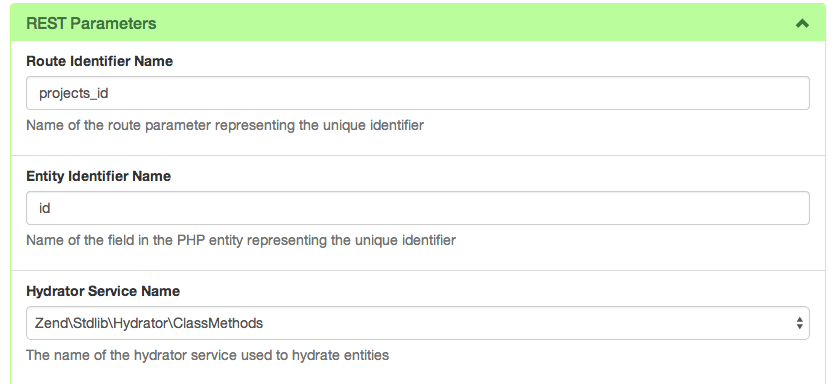 REST Parameters
Route Identifier Name
projects_id
Name of the route parameter representing the unique identifier
Entity Identifier Name
id
Name of the field in the PHP entity representing the unique identifier
Hydrator Service Name
Zend\Stdlib\Hydrator\ClassMethods
The name of the hydrator service used to hydrate entities